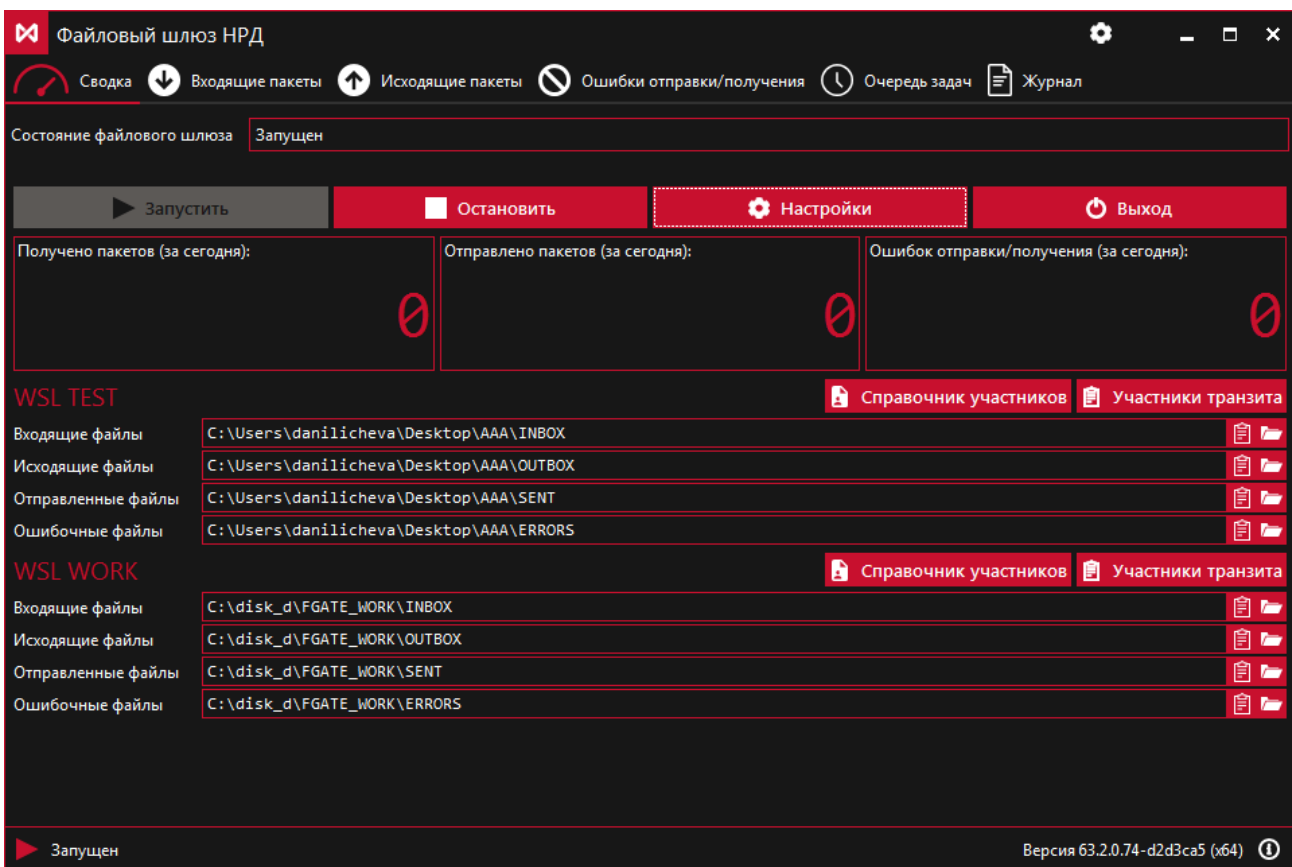 Файловый шлюз НРД
Сводка Входящие пакеты Исходящие пакеты Ошибки отправки/получения Очередь задач Журнал
Состояние файлового шлюза Запущен
Запустить Остановить Настройки Выход
Получено пакетов (за сегодня): Отправлено пакетов (за сегодня): Ошибок отправки/получения (за сегодня):
0 0 0
WSL TEST Справочник участников Участники транзита
Входящие файлы C:\Users\danilicheva\Desktop\AAA\INBOX
Исходящие файлы C:\Users\danilicheva\Desktop\AAA\OUTBOX
Отправленные файлы C:\Users\danilicheva\Desktop\AAA\SENT
Ошибочные файлы C:\Users\danilicheva\Desktop\AAA\ERRORS
WSL WORK Справочник участников Участники транзита
Входящие файлы C:\disk_d\FGATE_WORK\INBOX
Исходящие файлы C:\disk_d\FGATE_WORK\OUTBOX
Отправленные файлы C:\disk_d\FGATE_WORK\SENT
Ошибочные файлы C:\disk_d\FGATE_WORK\ERRORS
Запущен Версия 63.2.0.74-d2d3ca5 (x64)